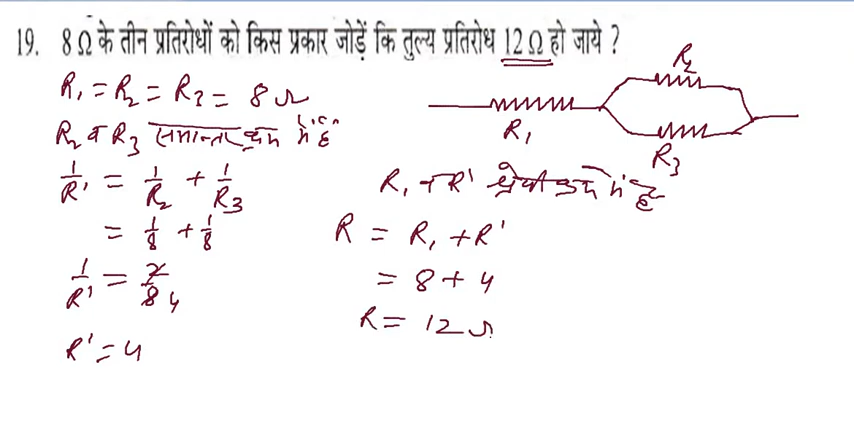 19. 8 Ω के तीन प्रतिरोधों को किस प्रकार जोड़ें कि तुल्य प्रतिरोध 12 Ω हो जाये ?
R₁ = R₂ = R₃ = 8 Ω
R₂ व R₃ समान्तर क्रम में है
1/R' = 1/R₂ + 1/R₃
= 1/8 + 1/8
1/R' = 2/8 4
R' = 4
R₂
R₁
R₃
R₁ व R' श्रेणी क्रम में है
R = R₁ + R'
= 8 + 4
R = 12 Ω